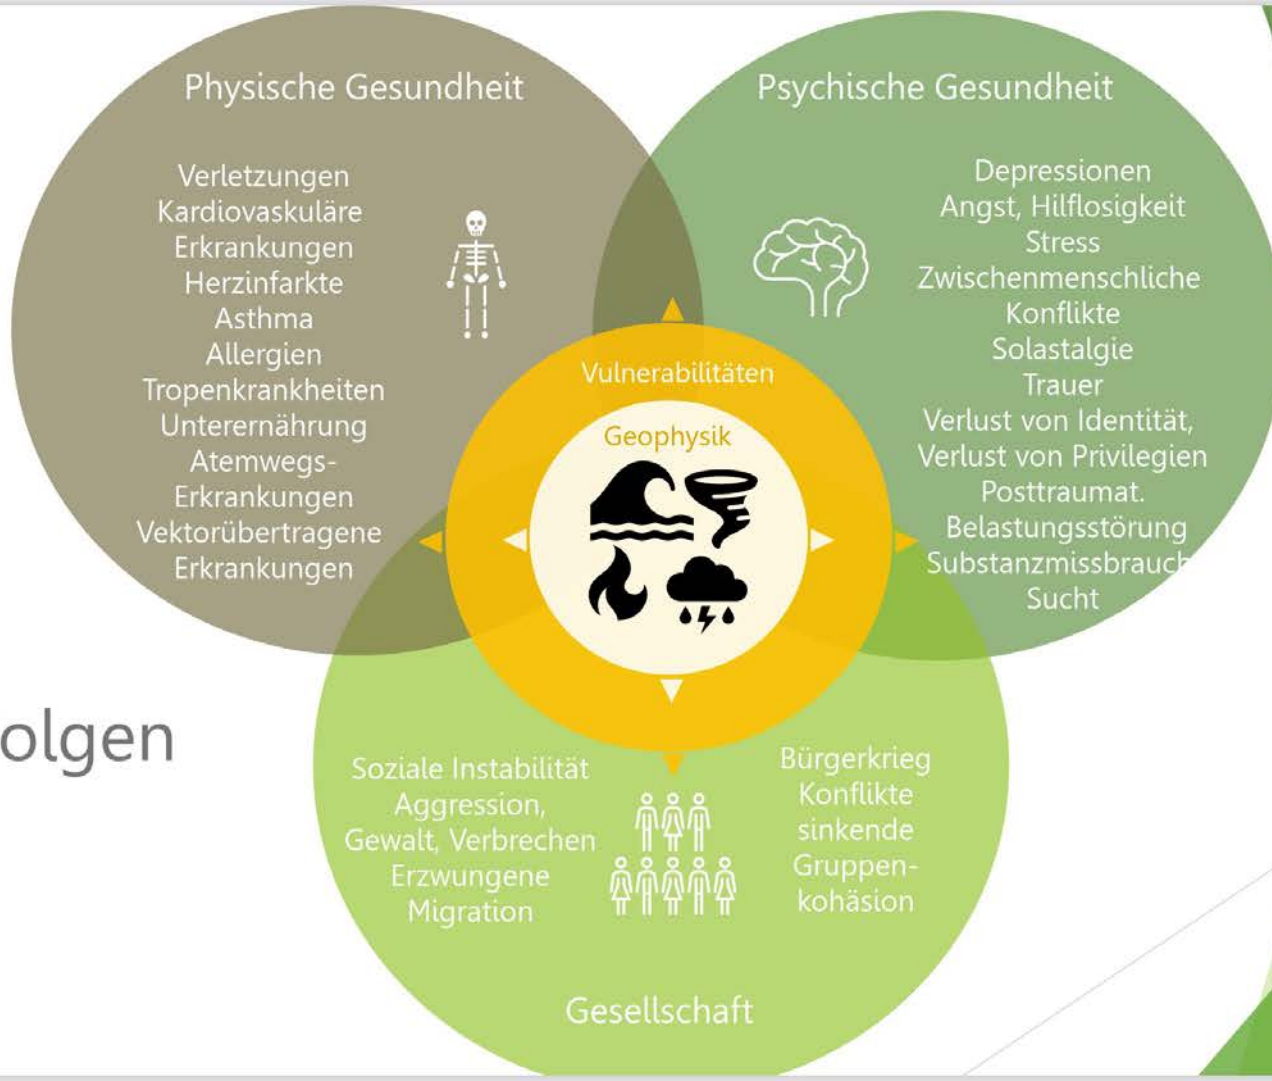 Physische Gesundheit
Verletzungen
Kardiovaskuläre
Erkrankungen
Herzinfarkte
Asthma
Allergien
Tropenkrankheiten
Unterernährung
Atemwegs-
Erkrankungen
Vektorübertragene
Erkrankungen
Psychische Gesundheit
Depressionen
Angst, Hilflosigkeit
Stress
Zwischenmenschliche
Konflikte
Solastalgie
Trauer
Verlust von Identität,
Verlust von Privilegien
Posttraumat.
Belastungsstörung
Substanzmissbrauch
Sucht
Vulnerabilitäten
Geophysik
olgen
Soziale Instabilität
Aggression,
Gewalt, Verbrechen
Erzwungene
Migration
Bürgerkrieg
Konflikte
sinkende
Gruppen-
kohäsion
Gesellschaft